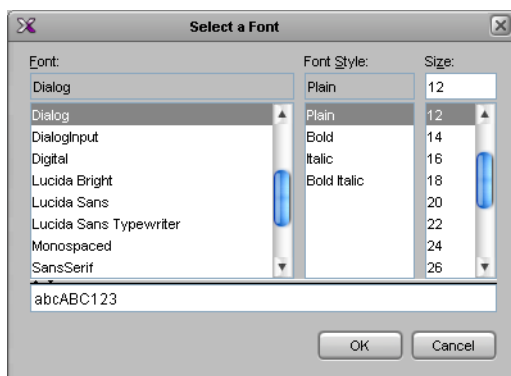 Select a Font
Font: Font Style: Size:
Dialog Plain 12
Dialog Plain 12
DialogInput Bold 14
Digital Italic 16
Lucida Bright Bold Italic 18
Lucida Sans 20
Lucida Sans Typewriter 22
Monospaced 24
SansSerif 26
abcABC123
OK Cancel